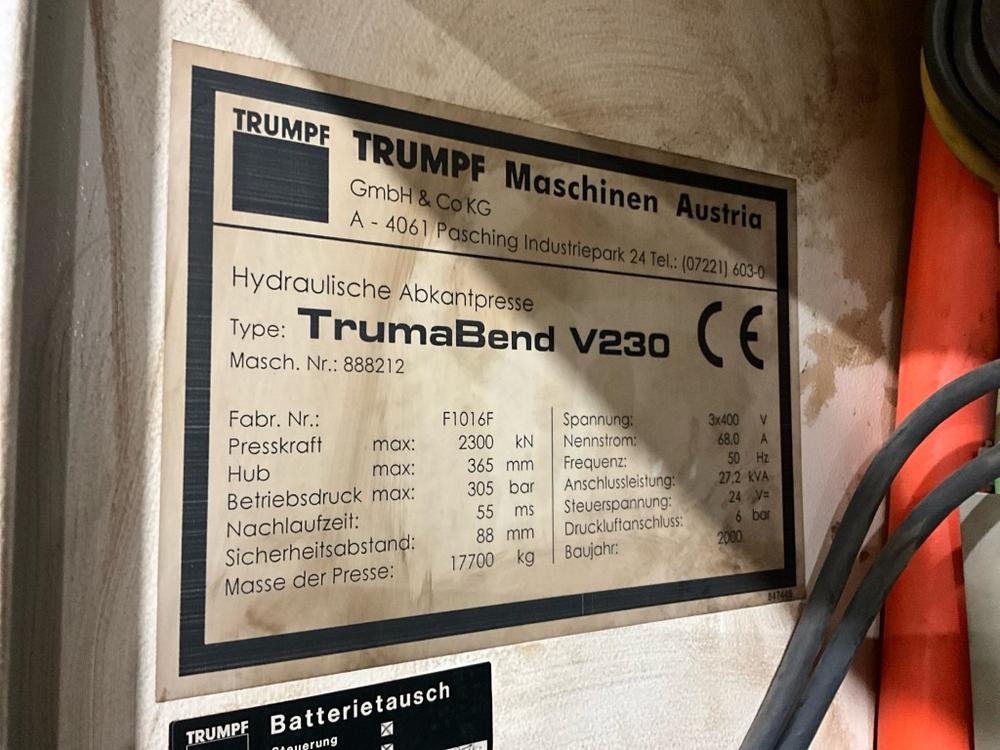 TRUMPF
TRUMPF Maschinen Austria
GmbH & Co KG
A - 4061 Pasching Industriepark 24 Tel.: (07221) 603-0
Hydraulische Abkantpresse
Type: TrumaBend V230
CE
Masch. Nr.: 888212
Fabr. Nr.: F1016F
Presskraft max: 2300 kN
Hub max: 365 mm
Betriebsdruck max: 305 bar
Nachlaufzeit: 55 ms
Sicherheitsabstand: 88 mm
Masse der Presse: 17700 kg
Spannung: 3x400 V
Nennstrom: 68.0 A
Frequenz: 50 Hz
Anschlussleistung: 27,2 kVA
Steuerspannung: 24 V=
Druckluftanschluss: 6 bar
Baujahr: 2000
TRUMPF Batterietausch
Steuerung